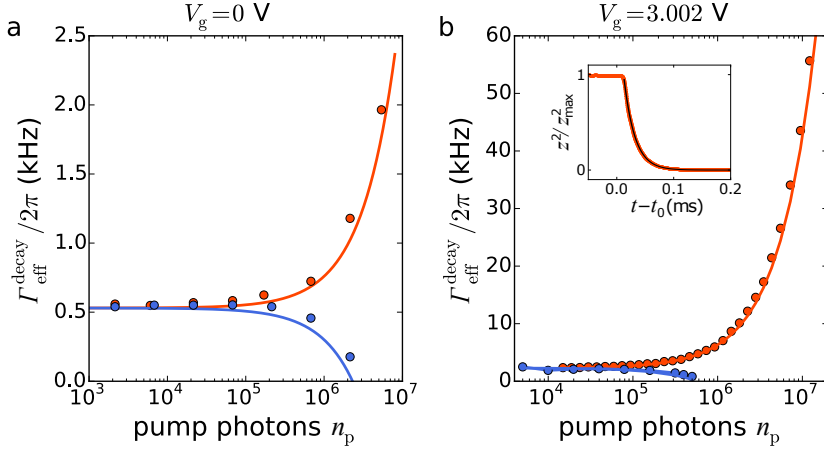 a
V_g=0 V
2.5
2.0
1.5
1.0
0.5
0.0
Γ_eff^decay/2π (kHz)
10^3
10^4
10^5
10^6
10^7
pump photons n_p
b
V_g=3.002 V
60
50
40
30
20
10
0
Γ_eff^decay/2π (kHz)
10^4
10^5
10^6
10^7
pump photons n_p
1
0
z^2/z^2_max
0.0
0.1
0.2
t−t_0(ms)